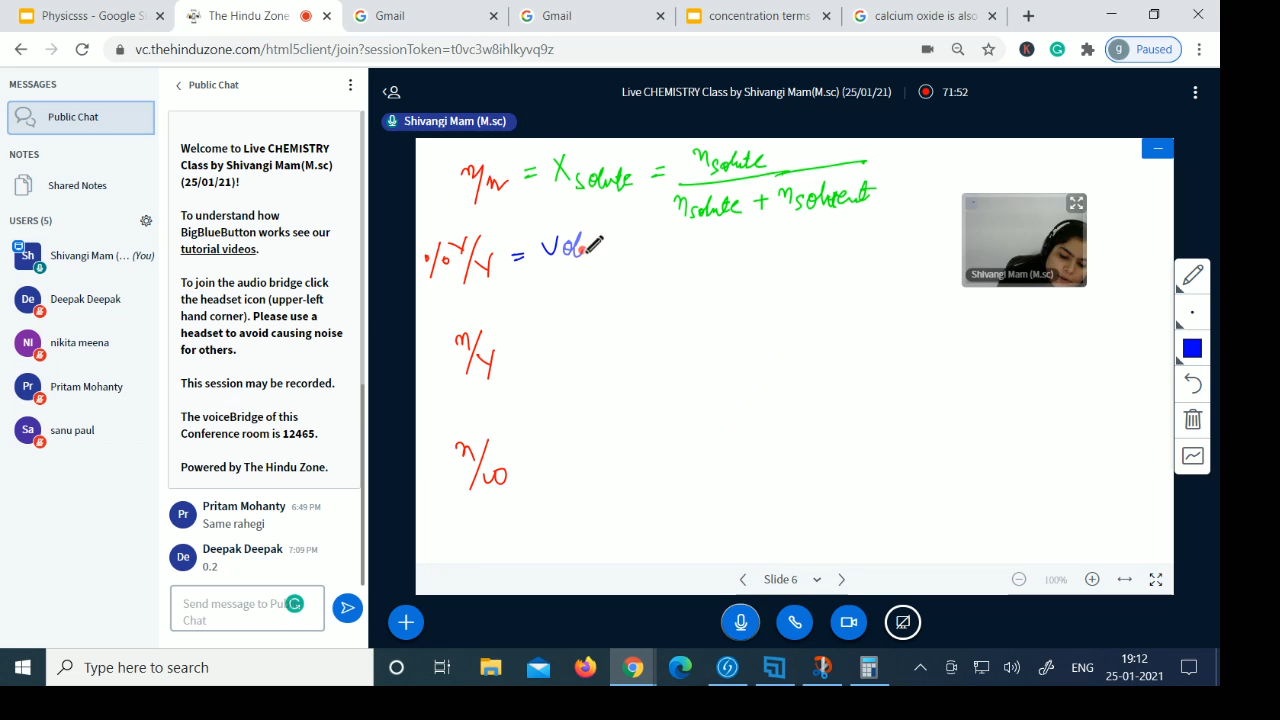 Physicsss - Google S
The Hindu Zone
Gmail
Gmail
concentration terms
calcium oxide is also
vc.thehinduzone.com/html5client/join?sessionToken=t0vc3w8ihlkyvq9z
K
g Paused
MESSAGES
Public Chat
NOTES
Shared Notes
USERS (5)
Sh Shivangi Mam (... (You)
De Deepak Deepak
NI nikita meena
Pr Pritam Mohanty
Sa sanu paul
Public Chat
Welcome to Live CHEMISTRY
Class by Shivangi Mam(M.sc)
(25/01/21)!
To understand how
BigBlueButton works see our
tutorial videos.
To join the audio bridge click
the headset icon (upper-left
hand corner). Please use a
headset to avoid causing noise
for others.
This session may be recorded.
The voiceBridge of this
Conference room is 12465.
Powered by The Hindu Zone.
Pr Pritam Mohanty 6:49 PM
Same rahegi
De Deepak Deepak 7:09 PM
0.2
Send message to Pu
Chat
Live CHEMISTRY Class by Shivangi Mam(M.sc) (25/01/21)
71:52
Shivangi Mam (M.sc)
n/n = X solute = n solute / n solute + n solvent
% V/V = Vol
n/V
n/w
Shivangi Mam (M.sc)
Slide 6
100%
Type here to search
ENG
19:12
25-01-2021